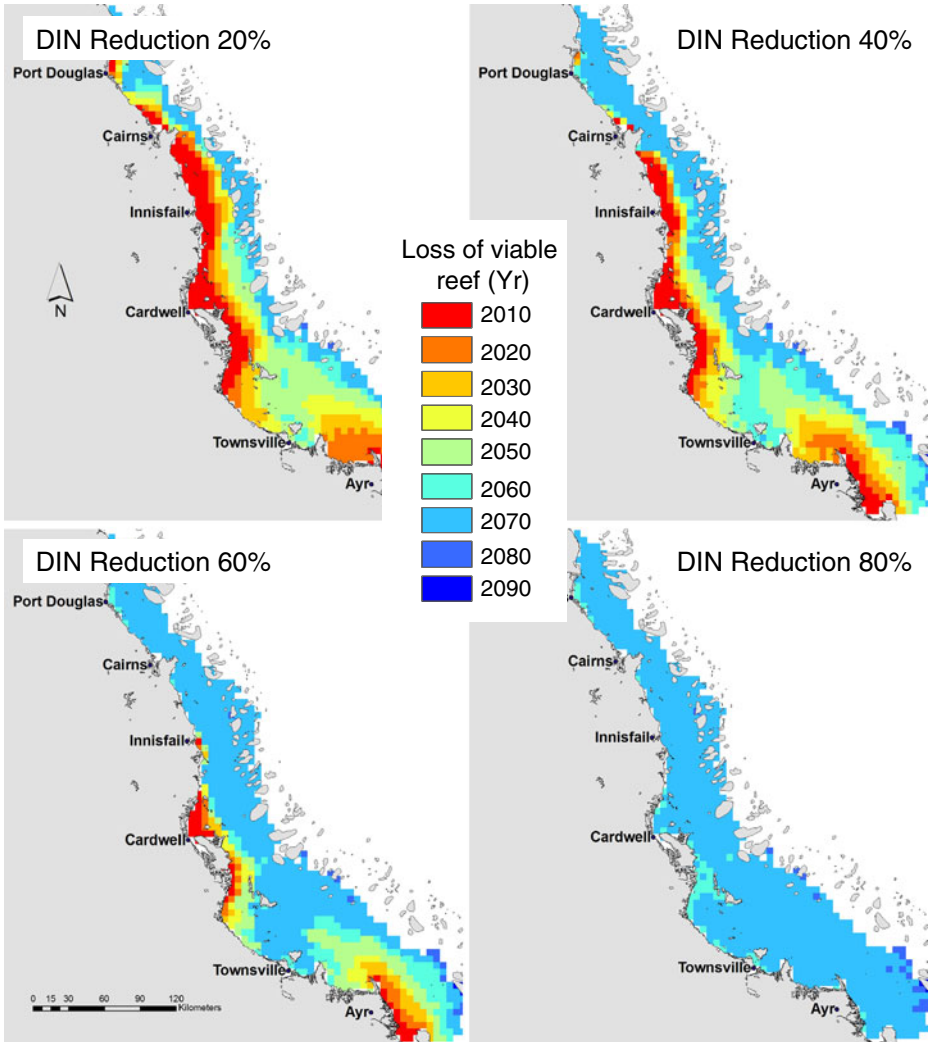 DIN Reduction 20%
Port Douglas
Cairns
Innisfail
N
Cardwell
Townsville
Ayr
DIN Reduction 40%
Port Douglas
Cairns
Innisfail
Cardwell
Townsville
Ayr
Loss of viable
reef (Yr)
2010
2020
2030
2040
2050
2060
2070
2080
2090
DIN Reduction 60%
Port Douglas
Cairns
Innisfail
Cardwell
Townsville
Ayr
0 15 30 60 90 120
Kilometers
DIN Reduction 80%
Cairns
Innisfail
Cardwell
Townsville
Ayr